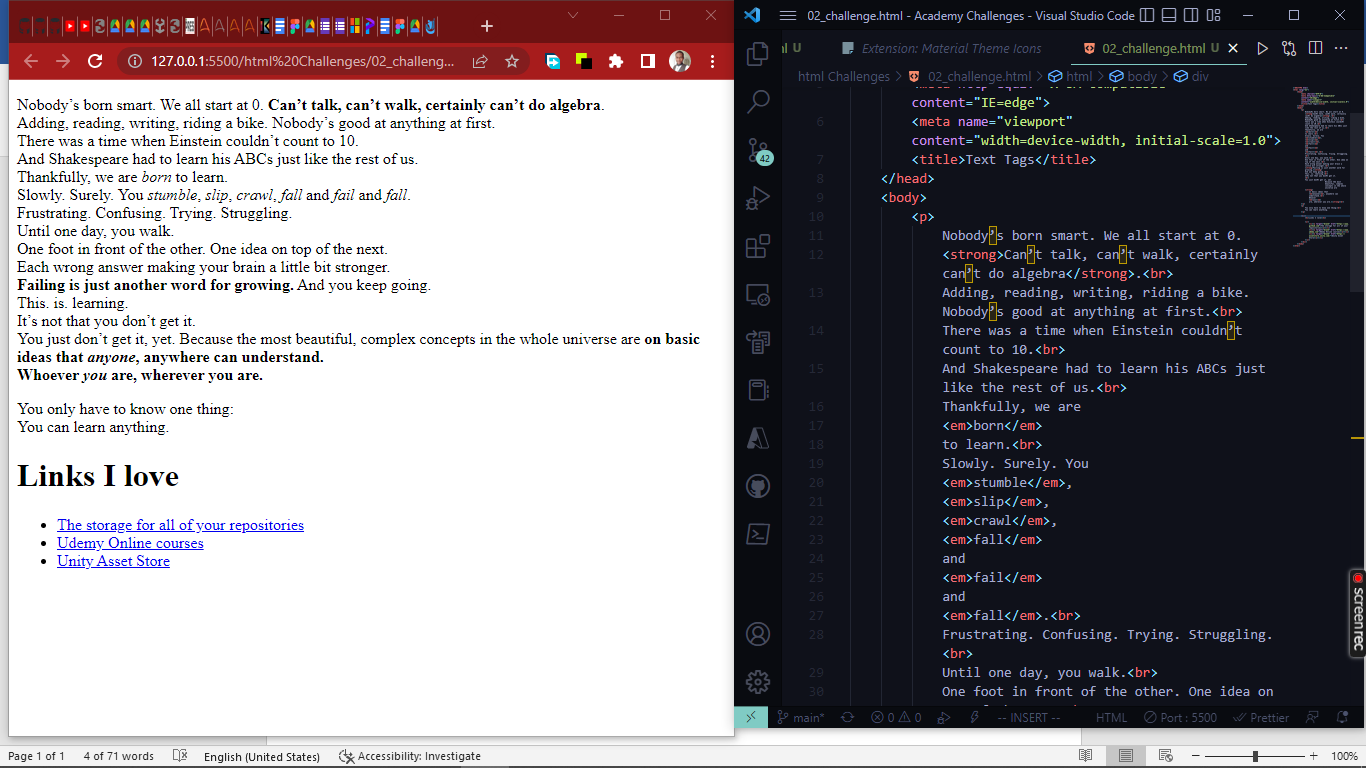 127.0.0.1:5500/html%20Challenges/02_challeng...
Nobody’s born smart. We all start at 0. Can’t talk, can’t walk, certainly can’t do algebra.
Adding, reading, writing, riding a bike. Nobody’s good at anything at first.
There was a time when Einstein couldn’t count to 10.
And Shakespeare had to learn his ABCs just like the rest of us.
Thankfully, we are born to learn.
Slowly. Surely. You stumble, slip, crawl, fall and fail and fall.
Frustrating. Confusing. Trying. Struggling.
Until one day, you walk.
One foot in front of the other. One idea on top of the next.
Each wrong answer making your brain a little bit stronger.
Failing is just another word for growing. And you keep going.
This. is. learning.
It’s not that you don’t get it.
You just don’t get it, yet. Because the most beautiful, complex concepts in the whole universe are on basic
ideas that anyone, anywhere can understand.
Whoever you are, wherever you are.
You only have to know one thing:
You can learn anything.
Links I love
• The storage for all of your repositories
• Udemy Online courses
• Unity Asset Store
02_challenge.html - Academy Challenges - Visual Studio Code
ml U Extension: Material Theme Icons 02_challenge.html U
html Challenges > 02_challenge.html > html > body > div
content="IE=edge">
6 <meta name="viewport"
content="width=device-width, initial-scale=1.0">
7 <title>Text Tags</title>
8 </head>
9 <body>
10 <p>
11 Nobody’s born smart. We all start at 0.
12 <strong>Can’t talk, can’t walk, certainly
can’t do algebra</strong>.<br>
13 Adding, reading, writing, riding a bike.
Nobody’s good at anything at first.<br>
14 There was a time when Einstein couldn’t
count to 10.<br>
15 And Shakespeare had to learn his ABCs just
like the rest of us.<br>
16 Thankfully, we are
17 <em>born</em>
18 to learn.<br>
19 Slowly. Surely. You
20 <em>stumble</em>,
21 <em>slip</em>,
22 <em>crawl</em>,
23 <em>fall</em>
24 and
25 <em>fail</em>
26 and
27 <em>fall</em>.<br>
28 Frustrating. Confusing. Trying. Struggling.
<br>
29 Until one day, you walk.<br>
30 One foot in front of the other. One idea on
42
screenrec
main* 0 0 -- INSERT -- HTML Port : 5500 Prettier
Page 1 of 1 4 of 71 words English (United States) Accessibility: Investigate 100%